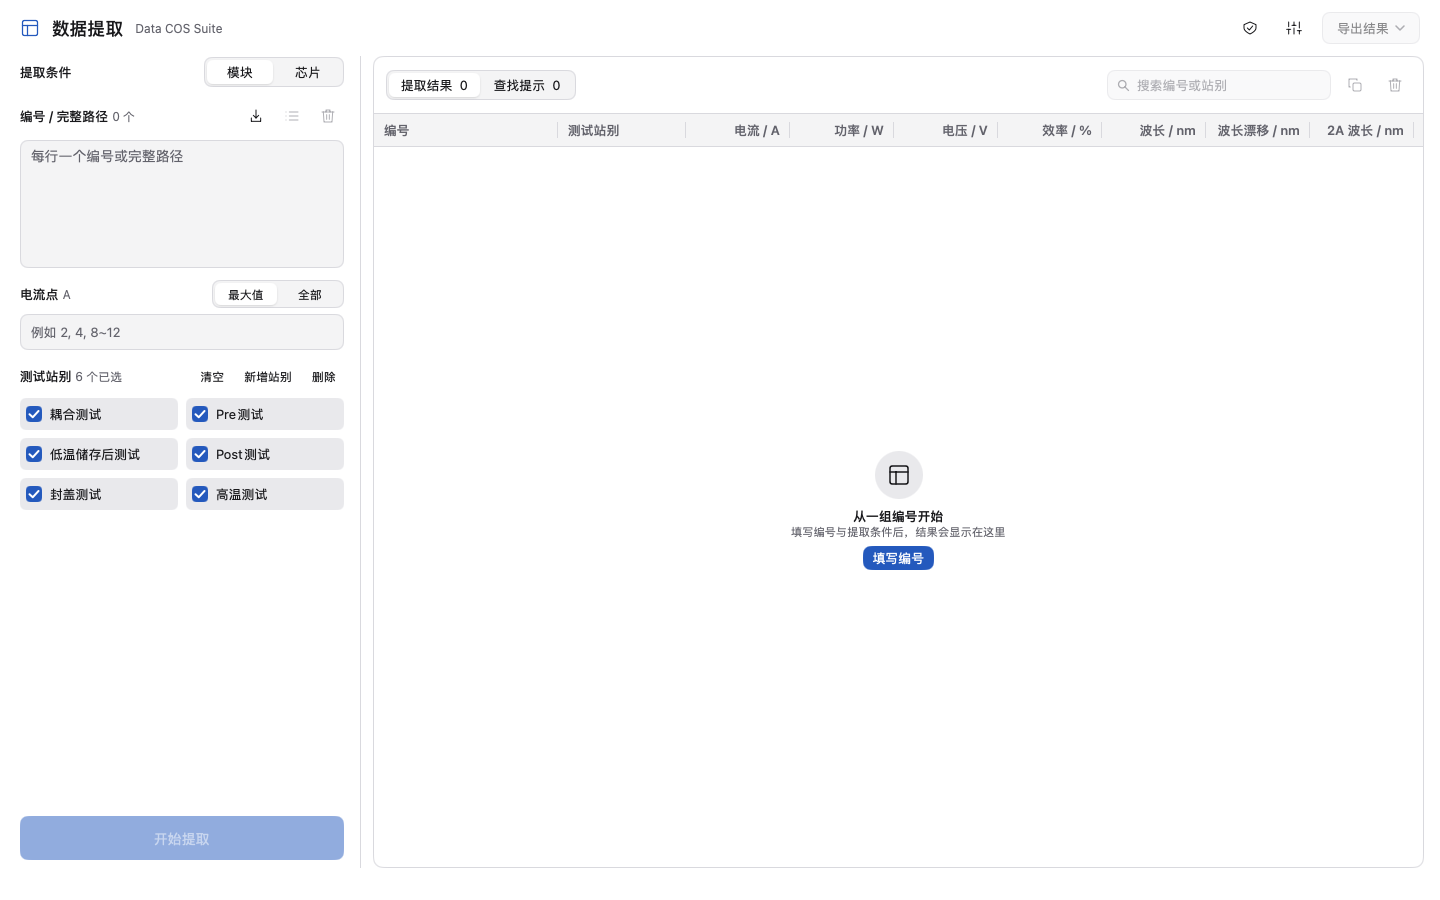 数据提取 Data COS Suite 导出结果
提取条件 模块 芯片
编号 / 完整路径 0 个
每行一个编号或完整路径
电流点 A 最大值 全部
例如 2, 4, 8~12
测试站别 6 个已选 清空 新增站别 删除
耦合测试 Pre测试
低温储存后测试 Post测试
封盖测试 高温测试
开始提取
提取结果 0 查找提示 0 搜索编号或站别
编号 测试站别 电流 / A 功率 / W 电压 / V 效率 / % 波长 / nm 波长漂移 / nm 2A 波长 / nm
从一组编号开始
填写编号与提取条件后，结果会显示在这里
填写编号